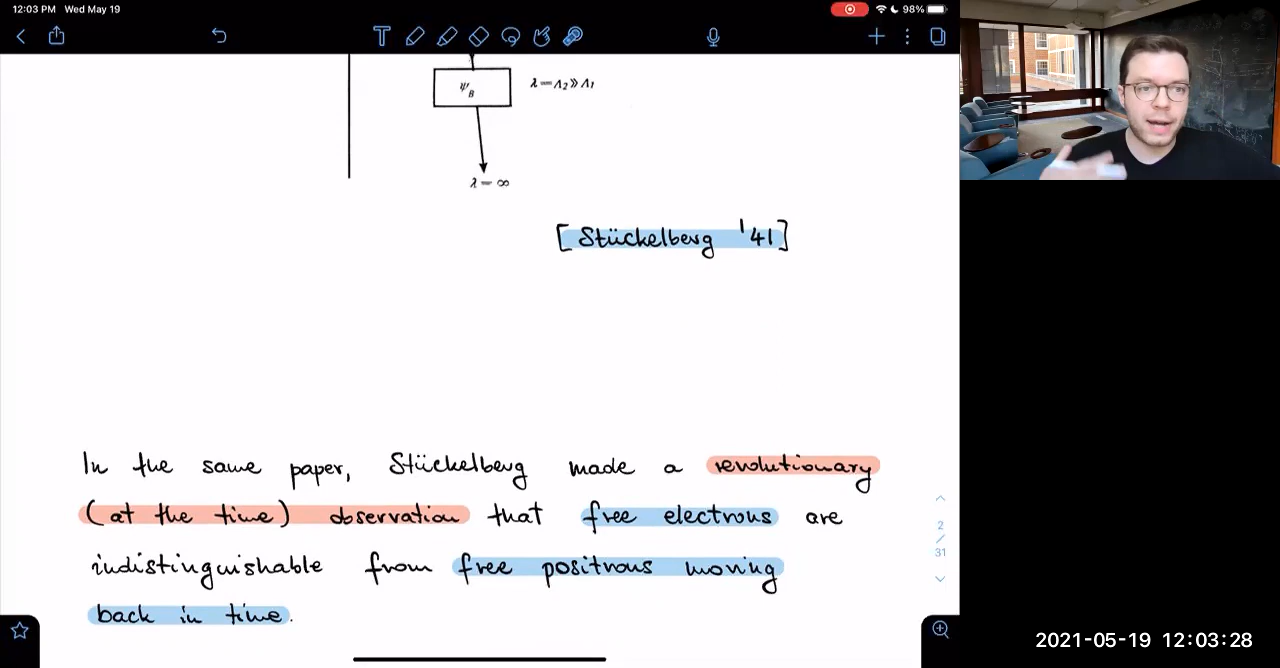 12:03 PM Wed May 19
98%
T
ψB
λ = Λ2 ≫ Λ1
λ = ∞
[Stückelberg '41]
In the same paper, Stückelberg made a revolutionary
(at the time) observation that free electrons are
indistinguishable from free positrons moving
back in time.
2
/
31
2021-05-19 12:03:28